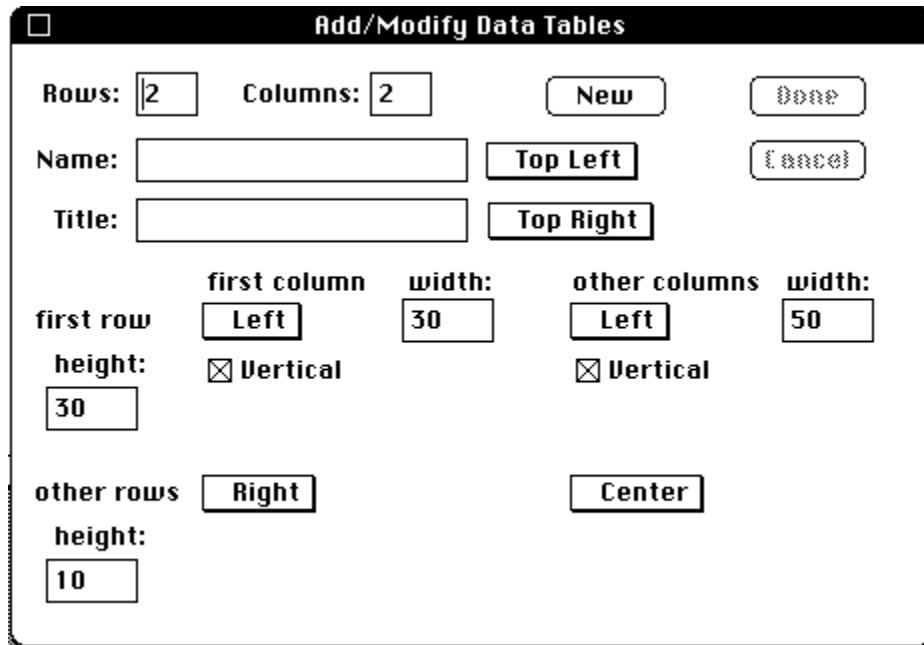 Add/Modify Data Tables
Rows: 2 Columns: 2 New Done
Name: Top Left Cancel
Title: Top Right
first column width: other columns width:
first row Left 30 Left 50
height: Vertical Vertical
30
other rows Right Center
height:
10